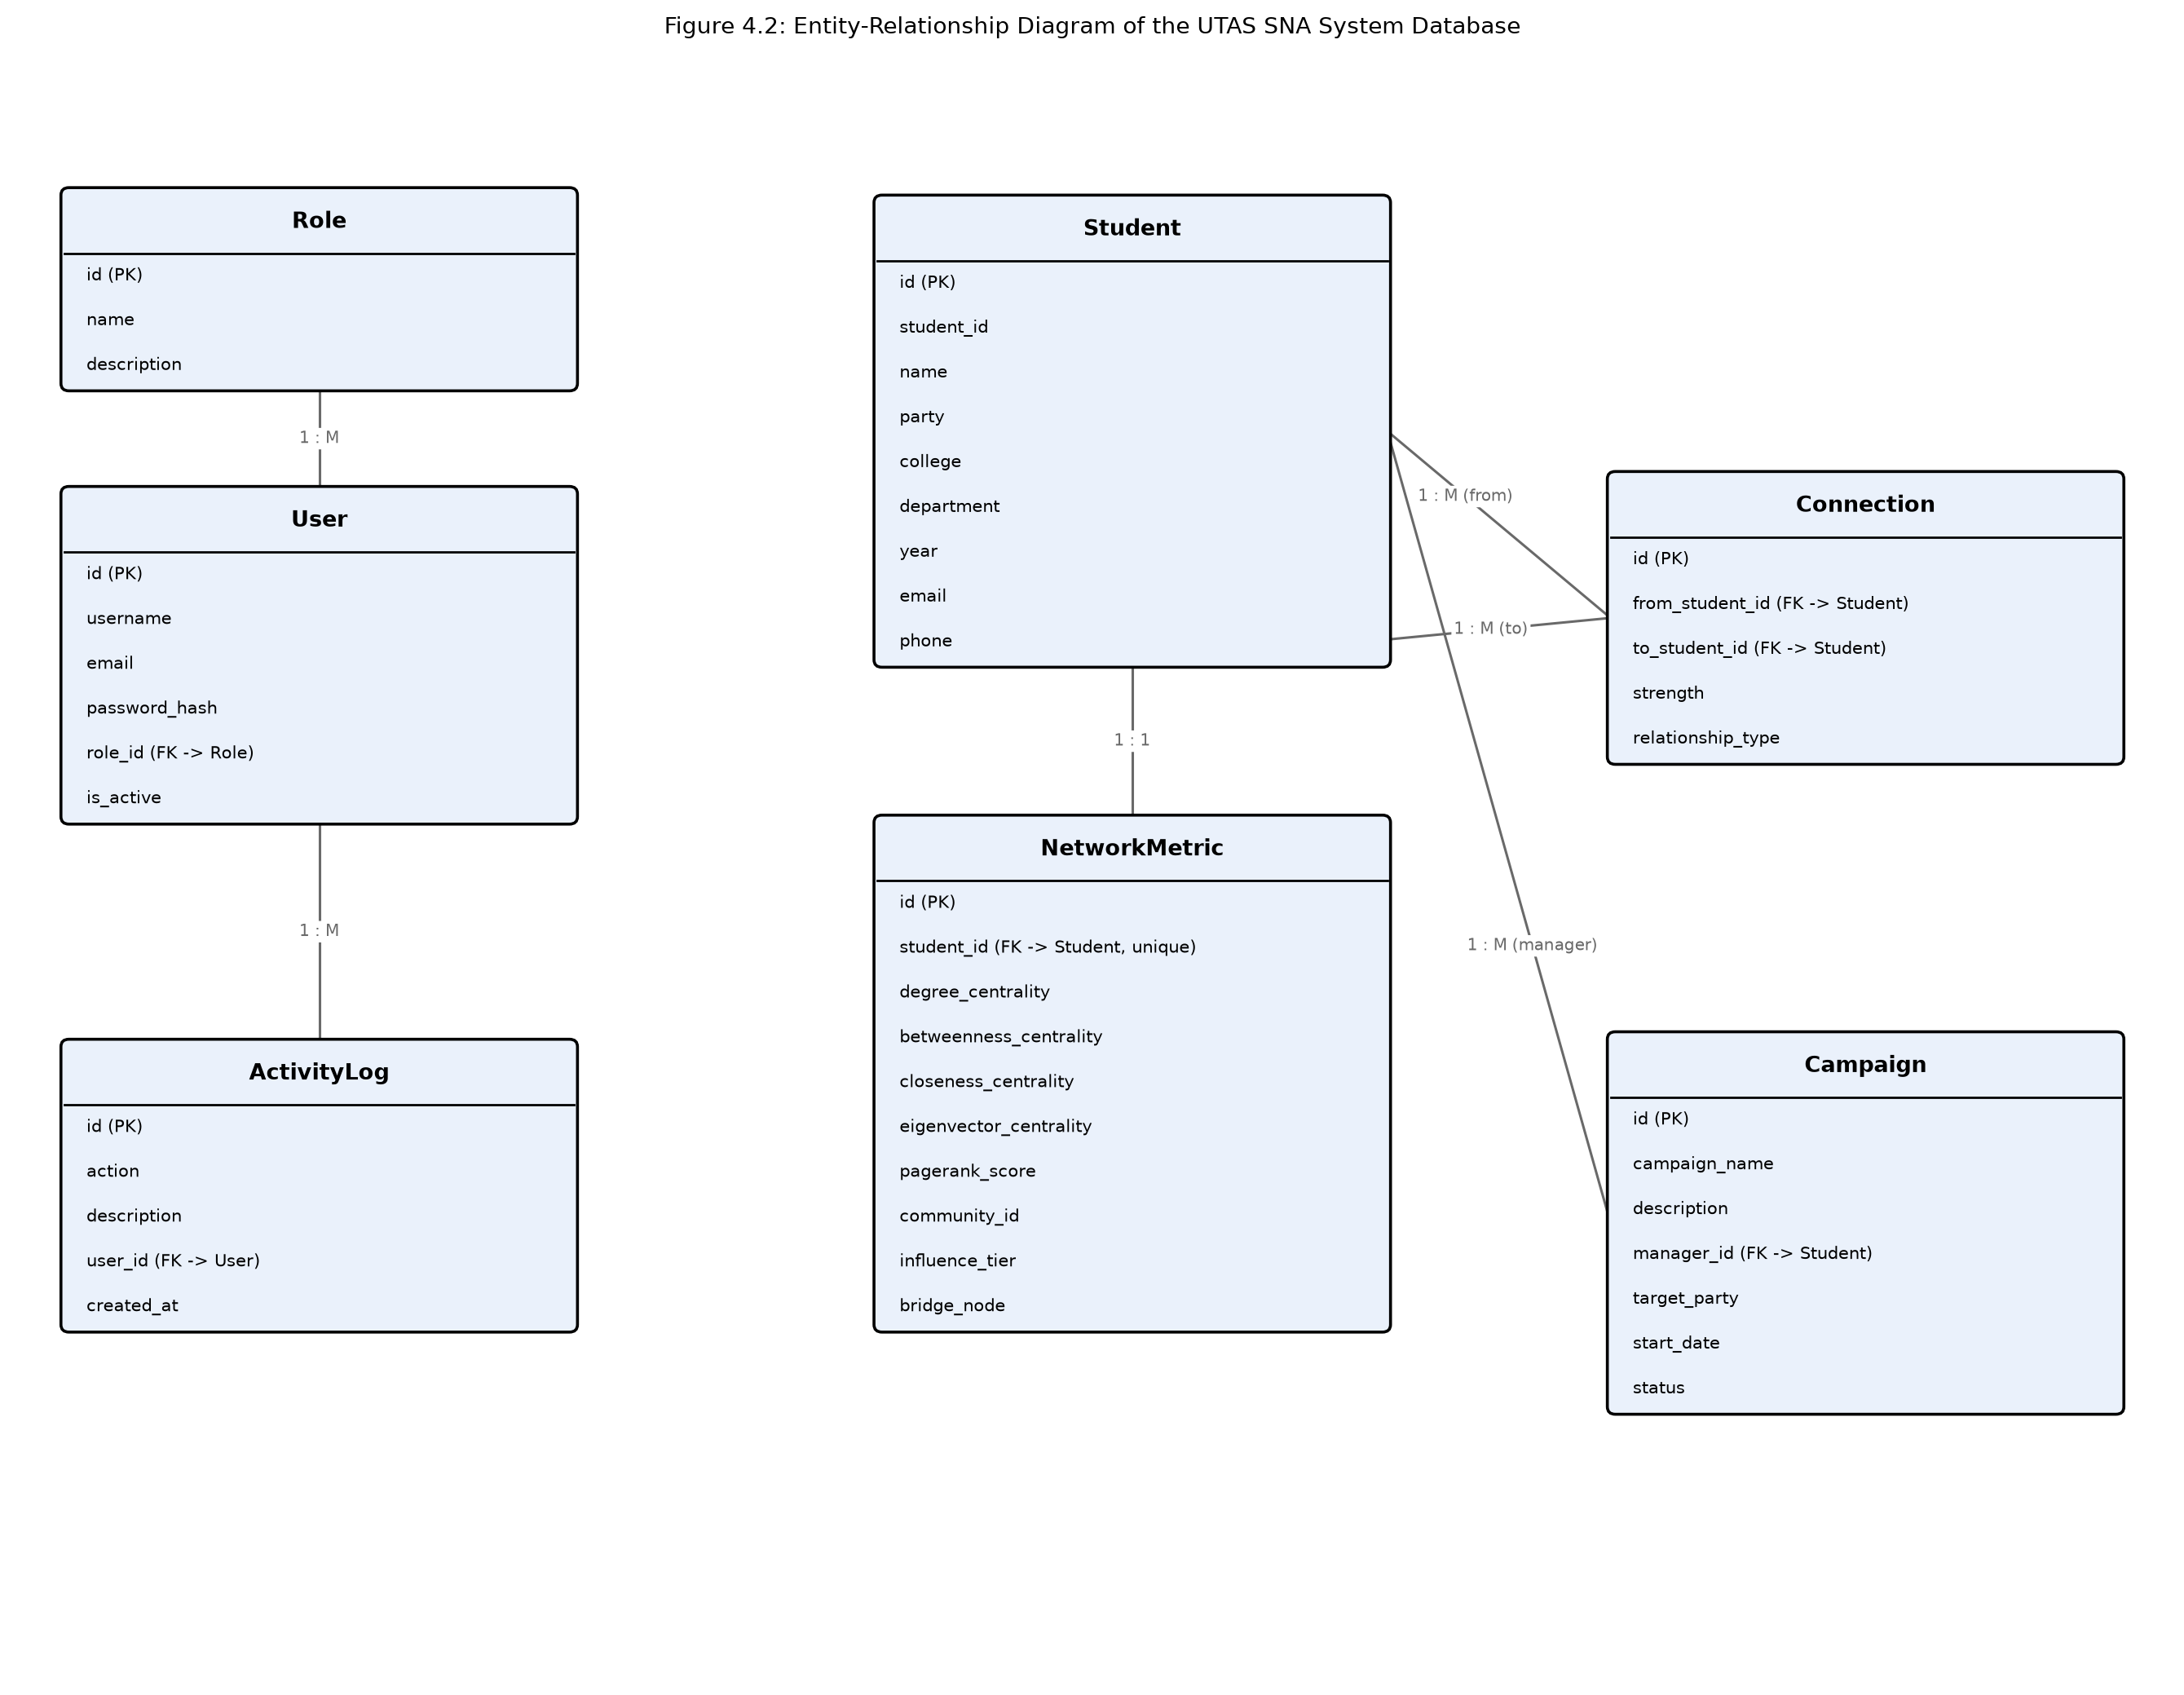 Figure 4.2: Entity-Relationship Diagram of the UTAS SNA System Database
Role
id (PK)
name
description
1 : M
User
id (PK)
username
email
password_hash
role_id (FK -> Role)
is_active
1 : M
ActivityLog
id (PK)
action
description
user_id (FK -> User)
created_at
Student
id (PK)
student_id
name
party
college
department
year
email
phone
1 : 1
NetworkMetric
id (PK)
student_id (FK -> Student, unique)
degree_centrality
betweenness_centrality
closeness_centrality
eigenvector_centrality
pagerank_score
community_id
influence_tier
bridge_node
1 : M (from)
1 : M (to)
1 : M (manager)
Connection
id (PK)
from_student_id (FK -> Student)
to_student_id (FK -> Student)
strength
relationship_type
Campaign
id (PK)
campaign_name
description
manager_id (FK -> Student)
target_party
start_date
status